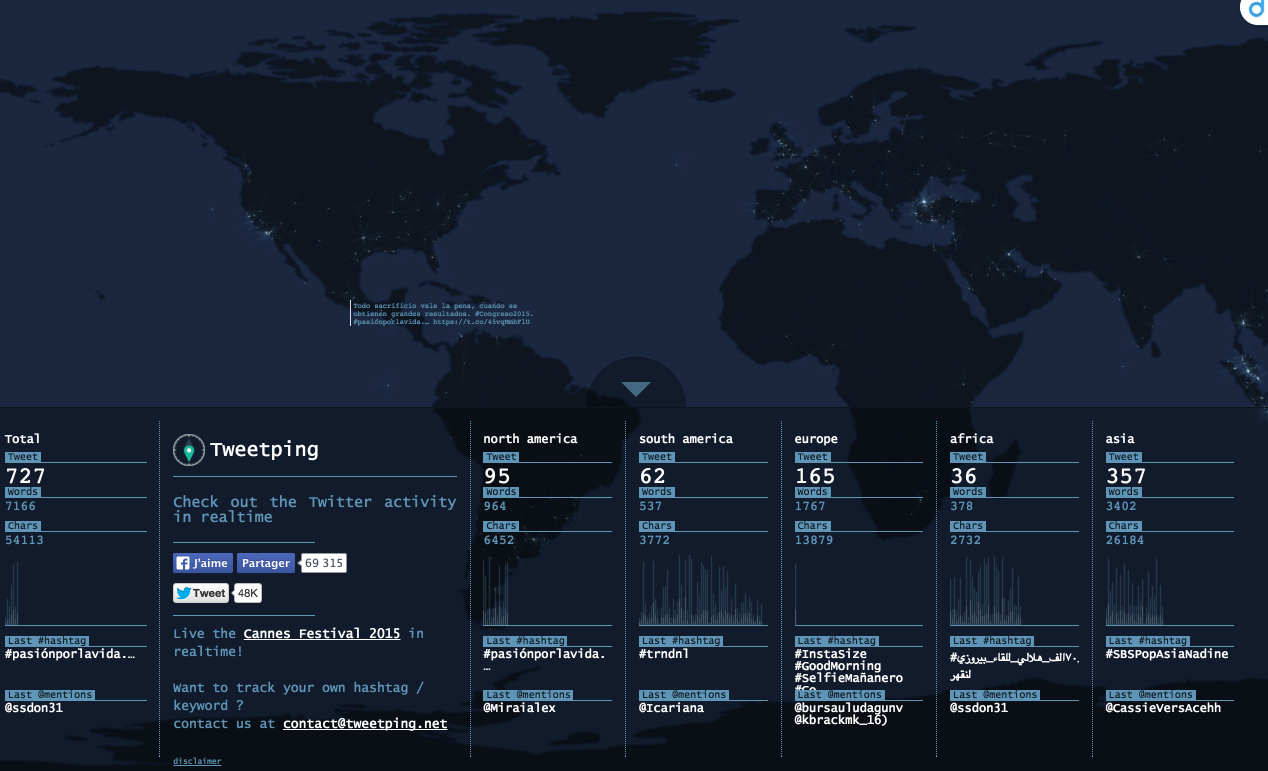 Todo sacrificio vale la pena, cuando se
obtienen grandes resultados. #Congreso2015.
#pasiónporlavida.…
Total
Tweet
727
Words
7166
Chars
54113
Last #hashtag
#pasiónporlavida.…
Last @mentions
@ssdon31
Tweetping
Check out the Twitter activity
in realtime
J'aime
Partager
69 315
Tweet
48K
Live the Cannes Festival 2015 in
realtime!
Want to track your own hashtag /
keyword ?
contact us at contact@tweetping.net
disclaimer
north america
Tweet
95
Words
964
Chars
6452
Last #hashtag
#pasiónporlavida.
…
Last @mentions
@Miraialex
south america
Tweet
62
Words
537
Chars
3772
Last #hashtag
#trndnl
Last @mentions
@Icariana
europe
Tweet
165
Words
1767
Chars
13879
Last #hashtag
#InstaSize
#GoodMorning
#SelfieMañanero
Last @mentions
@bursauludagunv
@kbrackmk_16)
africa
Tweet
36
Words
378
Chars
2732
Last #hashtag
#٧٠الف_هلالي_للقاء_بيروزي
Last @mentions
@ssdon31
asia
Tweet
357
Words
3402
Chars
26184
Last #hashtag
#SBSPopAsiaNadine
Last @mentions
@CassieVersAcehh